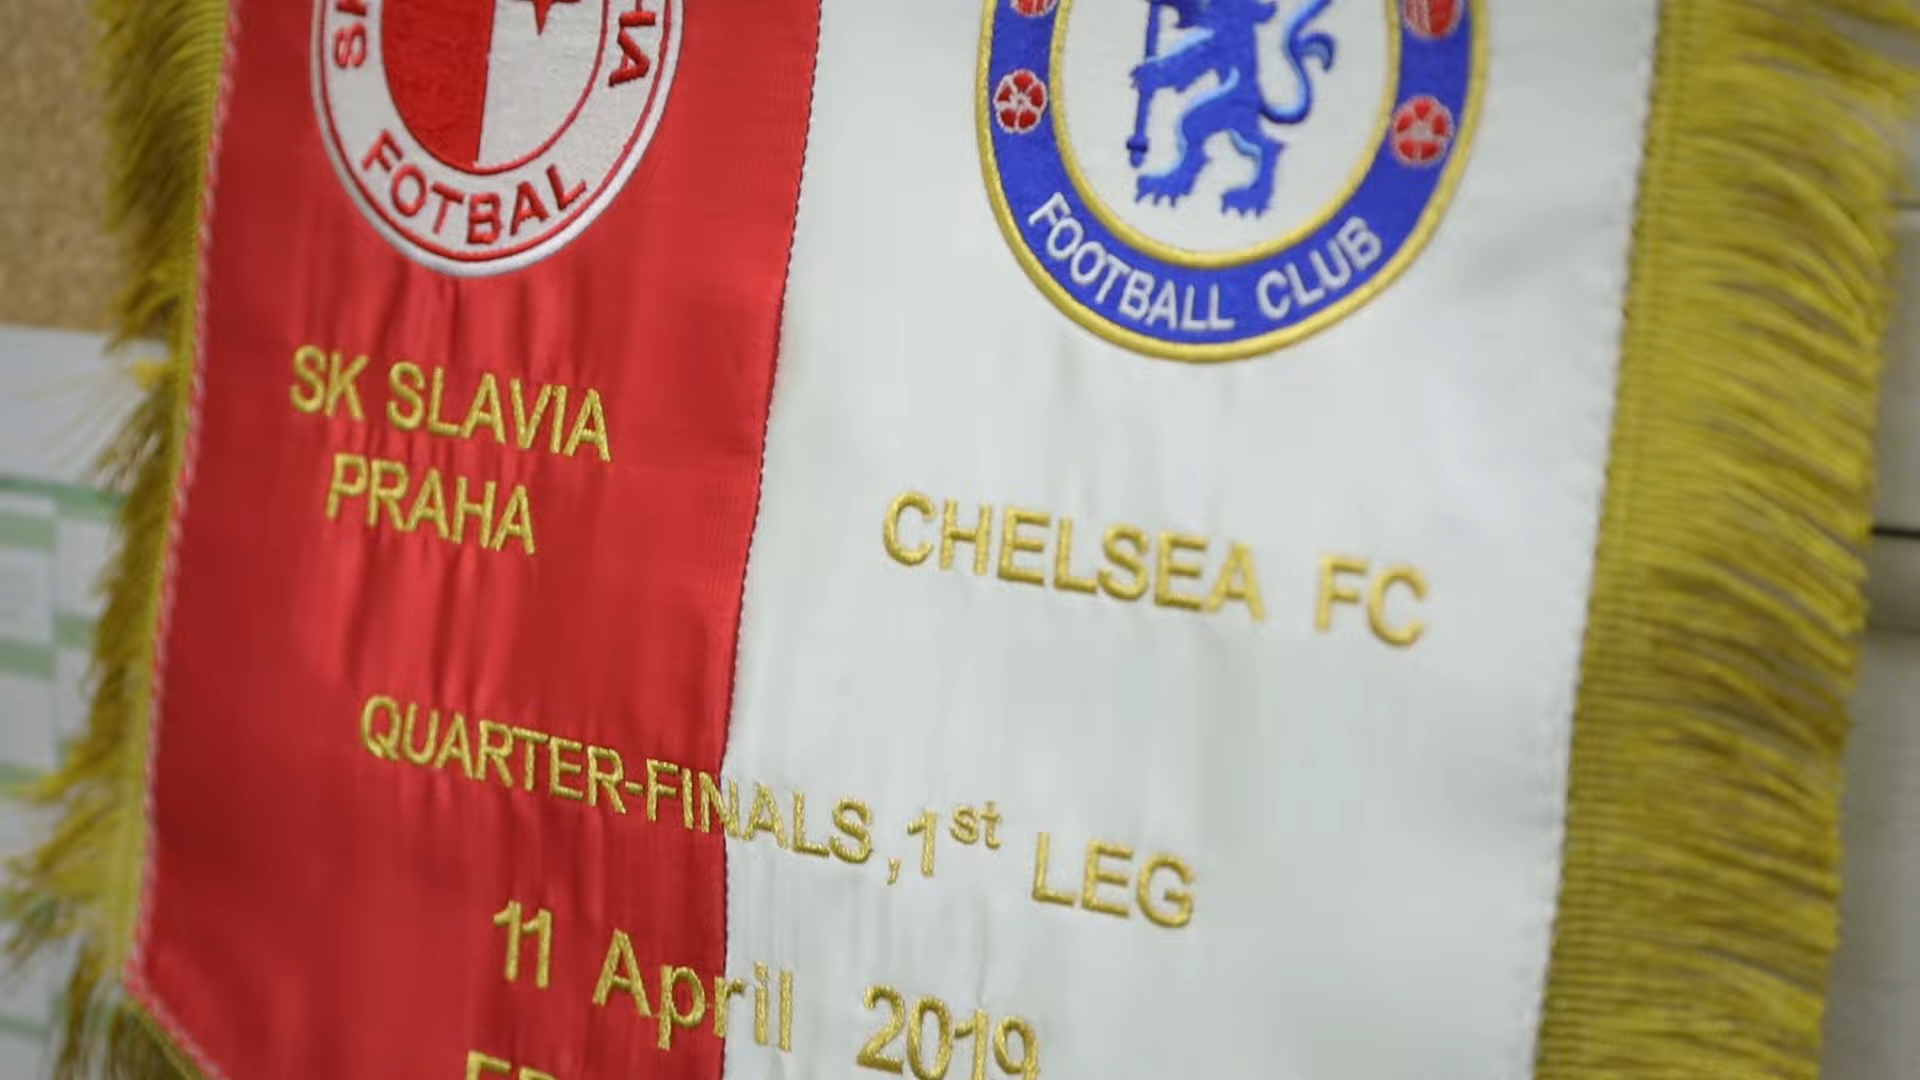 FOTBAL
FOOTBALL CLUB
SK SLAVIA
PRAHA
CHELSEA FC
QUARTER-FINALS,1st LEG
11 April 2019